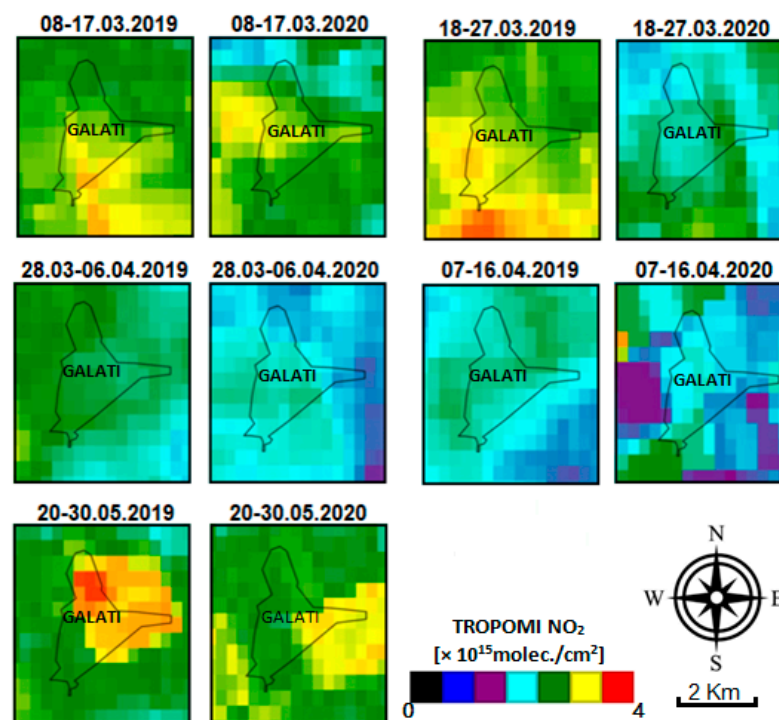 08-17.03.2019 08-17.03.2020 18-27.03.2019 18-27.03.2020
GALATI GALATI GALATI GALATI
28.03-06.04.2019 28.03-06.04.2020 07-16.04.2019 07-16.04.2020
GALATI GALATI GALATI GALATI
20-30.05.2019 20-30.05.2020
GALATI GALATI
N
W E
S
TROPOMI NO₂
[× 10¹⁵molec./cm²]
0 4
2 Km